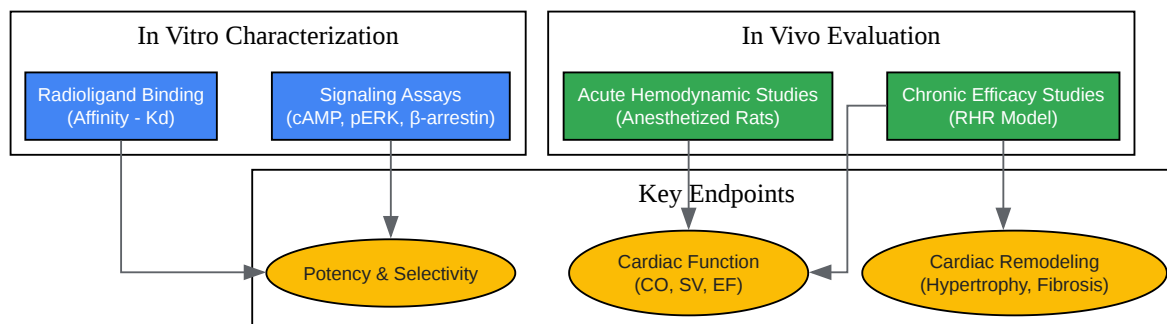 In Vitro Characterization
Radioligand Binding
(Affinity - Kd)
Signaling Assays
(cAMP, pERK, β-arrestin)
In Vivo Evaluation
Acute Hemodynamic Studies
(Anesthetized Rats)
Chronic Efficacy Studies
(RHR Model)
Key Endpoints
Potency & Selectivity
Cardiac Function
(CO, SV, EF)
Cardiac Remodeling
(Hypertrophy, Fibrosis)